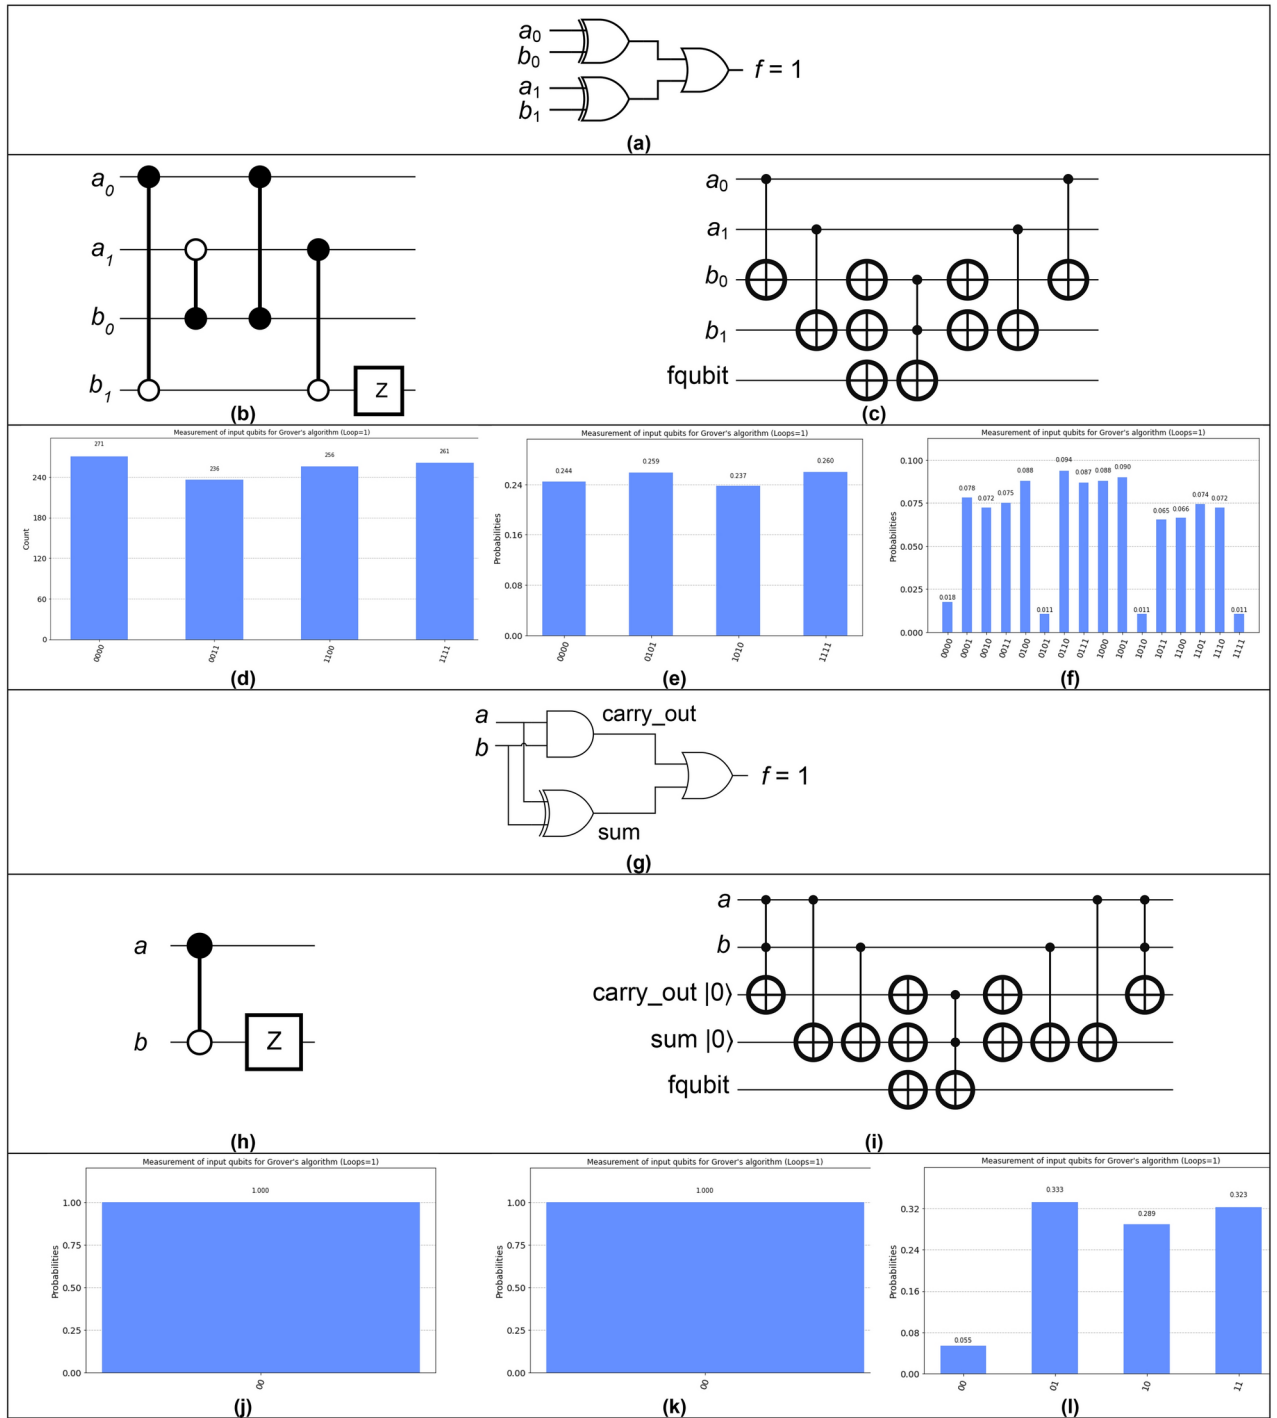 a0
b0
a1
b1
f = 1
(a)
a0
a1
b0
b1
Z
(b)
a0
a1
b0
b1
fqubit
(c)
Measurement of input qubits for Grover's algorithm (Loop=1)
Count
240
180
120
60
0
271
236
256
261
0000
0011
1100
1111
(d)
Measurement of input qubits for Grover's algorithm (Loops=1)
Probabilities
0.24
0.16
0.08
0.00
0.244
0.259
0.237
0.260
0000
0101
1010
1111
(e)
Measurement of input qubits for Grover's algorithm (Loops=1)
Probabilities
0.100
0.075
0.050
0.025
0.000
0.018
0.078
0.072
0.075
0.088
0.011
0.094
0.087
0.088
0.090
0.011
0.065
0.066
0.074
0.072
0.011
0000
0001
0010
0011
0100
0101
0110
0111
1000
1001
1010
1011
1100
1101
1110
1111
(f)
a
b
carry_out
sum
f = 1
(g)
a
b
Z
(h)
a
b
carry_out |0⟩
sum |0⟩
fqubit
(i)
Measurement of input qubits for Grover's algorithm (Loops=1)
Probabilities
1.00
0.75
0.50
0.25
0.00
1.000
00
(j)
Measurement of input qubits for Grover's algorithm (Loops=1)
Probabilities
1.00
0.75
0.50
0.25
0.00
1.000
00
(k)
Measurement of input qubits for Grover's algorithm (Loops=1)
Probabilities
0.32
0.24
0.16
0.08
0.00
0.055
0.333
0.289
0.323
00
01
10
11
(l)